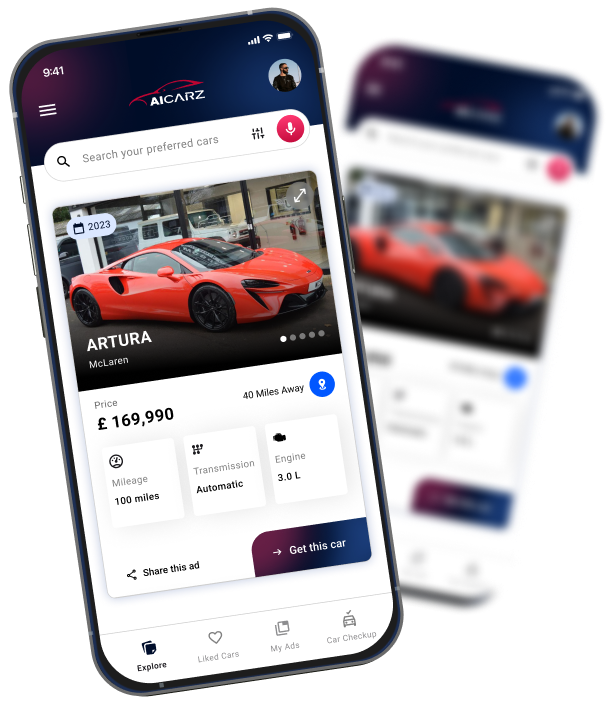 9:41
AICARZ
Search your preferred cars
2023
ARTURA
McLaren
Price
£ 169,990
40 Miles Away
Mileage
100 miles
Transmission
Automatic
Engine
3.0 L
Share this ad
Get this car
Explore
Liked Cars
My Ads
Car Checkup